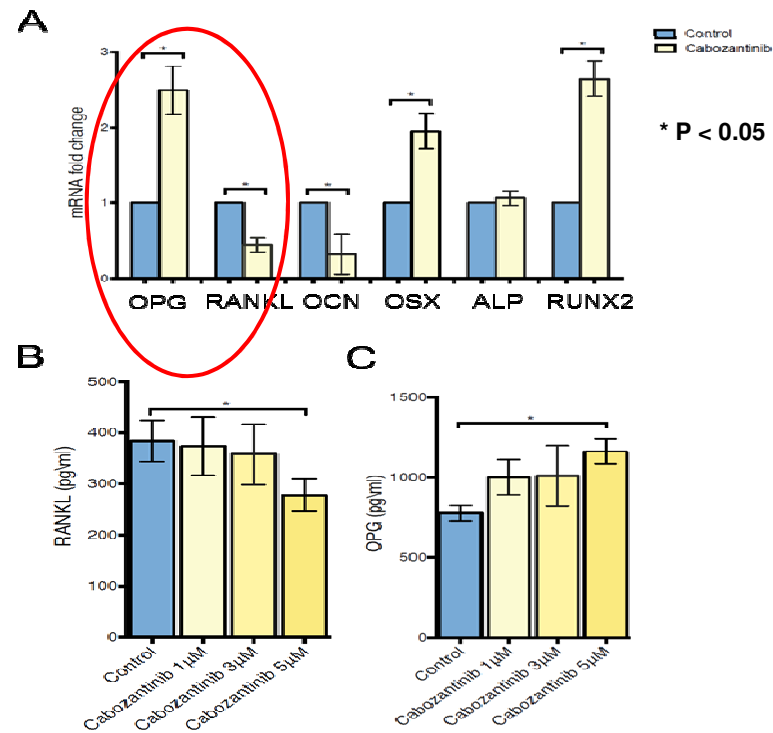 A
Control
Cabozantinib
* P < 0.05
mRNA fold change
3
2
1
0
* * * * *
OPG RANKL OCN OSX ALP RUNX2
B
RANKL (pg\ml)
500
400
300
200
100
0
*
Control
Cabozantinib 1µM
Cabozantinib 3µM
Cabozantinib 5µM
C
OPG (pg\ml)
1500
1000
500
0
*
Control
Cabozantinib 1µM
Cabozantinib 3µM
Cabozantinib 5µM